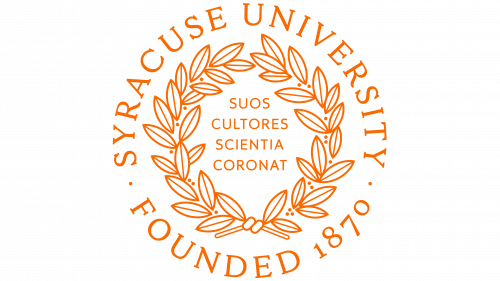 SYRACUSE UNIVERSITY
SUOS
CULTORES
SCIENTIA
CORONAT
· FOUNDED 1870 ·